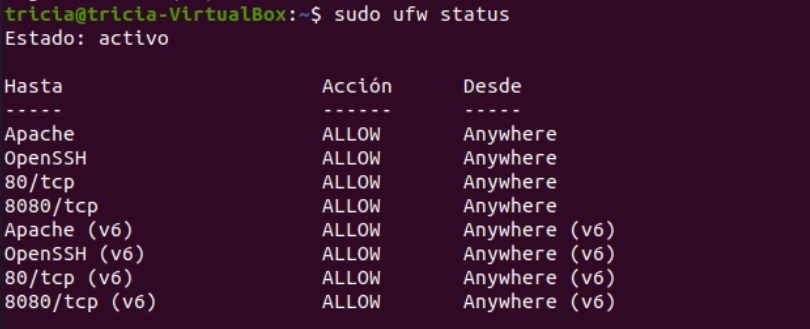 tricia@tricia-VirtualBox:~$ sudo ufw status
Estado: activo
Hasta Acción Desde
----- ------ -----
Apache ALLOW Anywhere
OpenSSH ALLOW Anywhere
80/tcp ALLOW Anywhere
8080/tcp ALLOW Anywhere
Apache (v6) ALLOW Anywhere (v6)
OpenSSH (v6) ALLOW Anywhere (v6)
80/tcp (v6) ALLOW Anywhere (v6)
8080/tcp (v6) ALLOW Anywhere (v6)